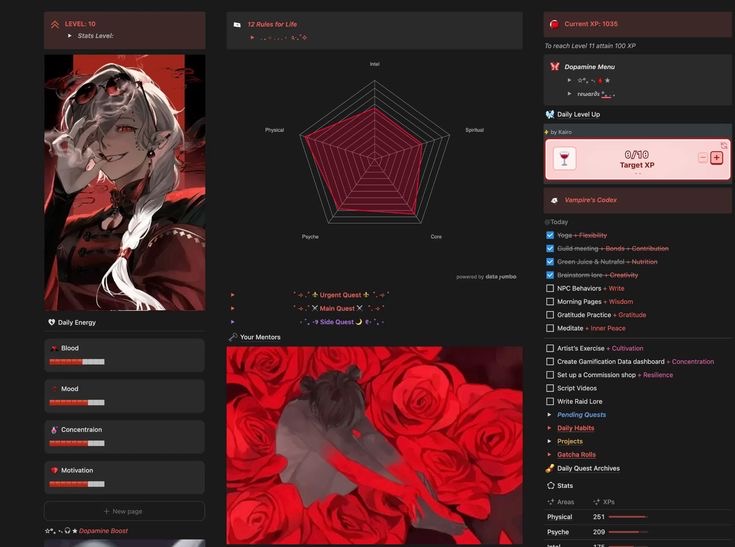 LEVEL: 10
Stats Level:
Daily Energy
Blood
Mood
Concentraion
Motivation
+ New page
Dopamine Boost
12 Rules for Life
Intel
Physical
Spiritual
Psyche
Core
powered by data jumbo
Urgent Quest
Main Quest
Side Quest
Your Mentors
Current XP: 1035
To reach Level 11 attain 100 XP
Dopamine Menu
rewards
Daily Level Up
by Kairo
0/10
Target XP
Vampire's Codex
@Today
Yoga + Flexibility
Guild meeting + Bonds + Contribution
Green Juice & Nutrafol + Nutrition
Brainstorm lore + Creativity
NPC Behaviors + Write
Morning Pages + Wisdom
Gratitude Practice + Gratitude
Meditate + Inner Peace
Artist's Exercise + Cultivation
Create Gamification Data dashboard + Concentration
Set up a Commission shop + Resilience
Script Videos
Write Raid Lore
Pending Quests
Daily Habits
Projects
Gatcha Rolls
Daily Quest Archives
Stats
Areas XPs
Physical 251
Psyche 209
Intel 175